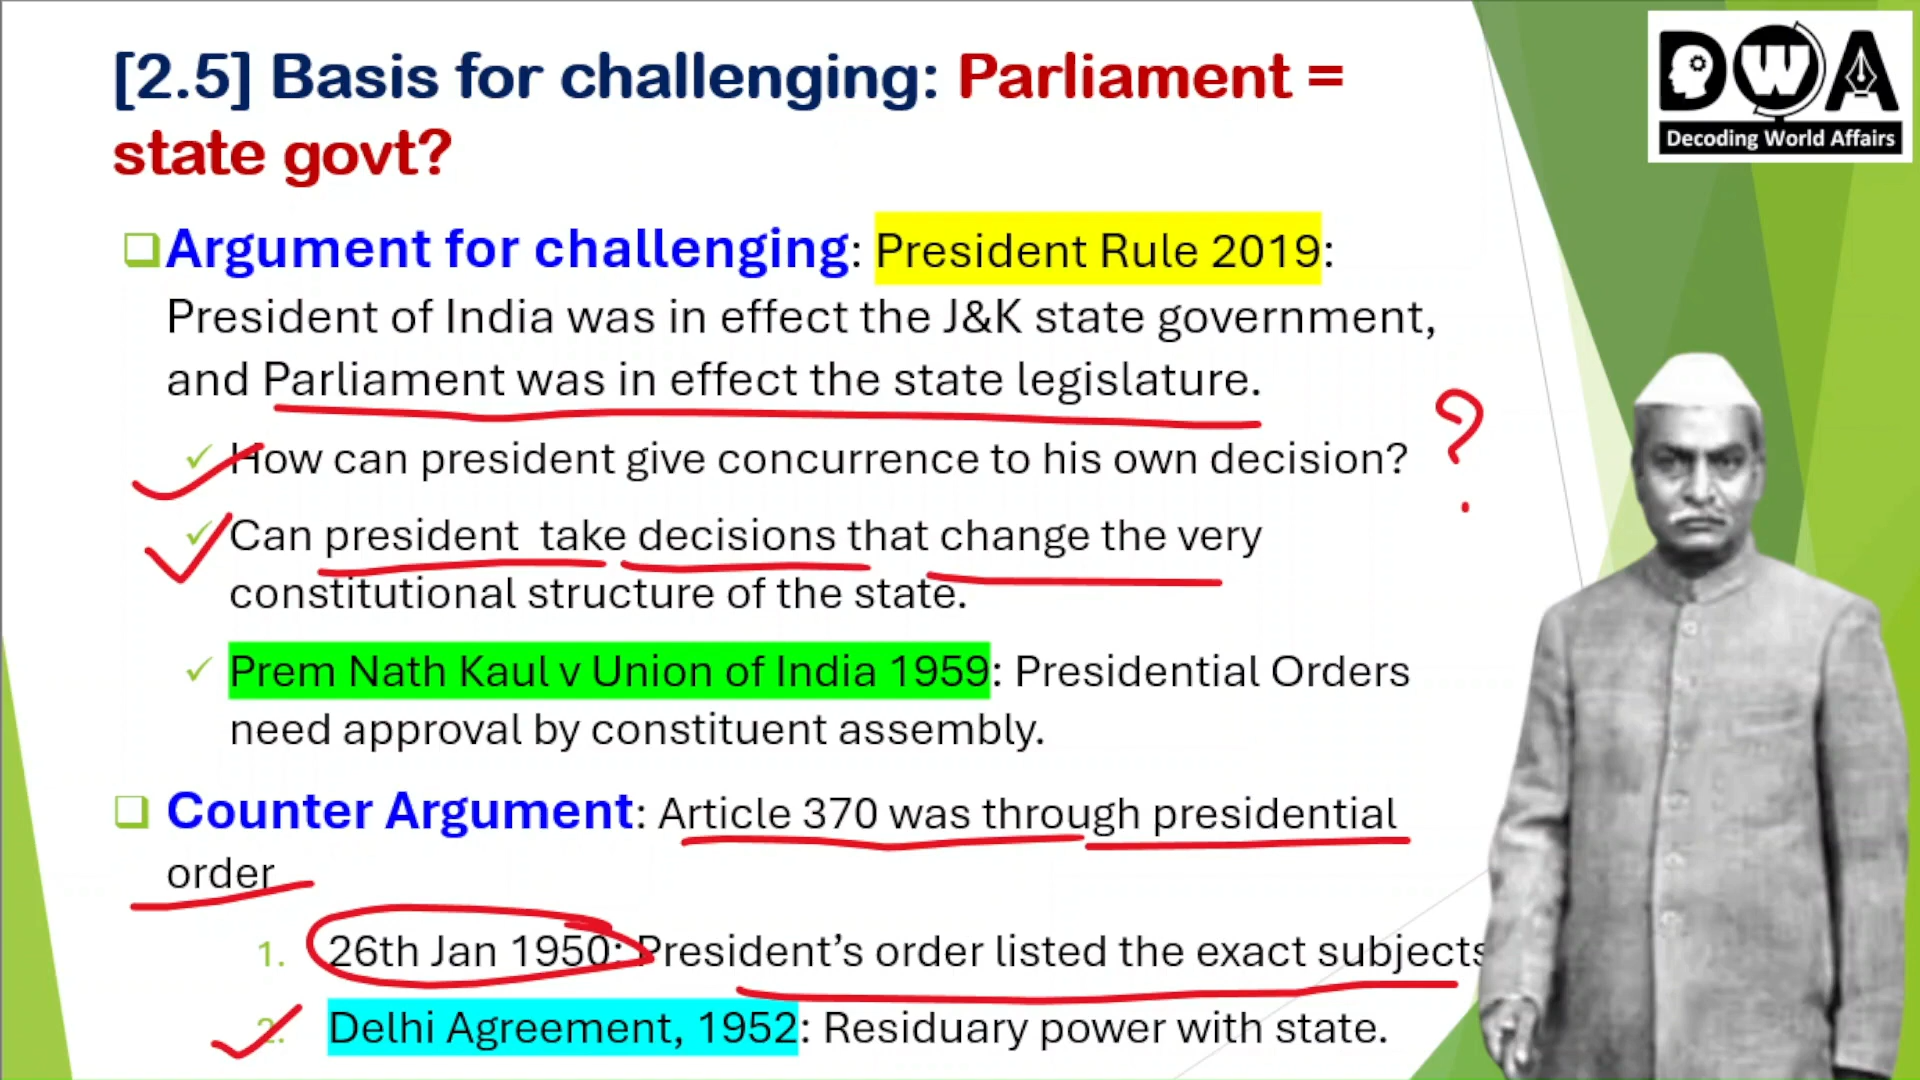 [2.5] Basis for challenging: Parliament =
state govt?
DWA
Decoding World Affairs
Argument for challenging: President Rule 2019:
President of India was in effect the J&K state government,
and Parliament was in effect the state legislature.
How can president give concurrence to his own decision?
?
Can president take decisions that change the very
constitutional structure of the state.
Prem Nath Kaul v Union of India 1959: Presidential Orders
need approval by constituent assembly.
Counter Argument: Article 370 was through presidential
order
1. 26th Jan 1950: President’s order listed the exact subjects
2. Delhi Agreement, 1952: Residuary power with state.